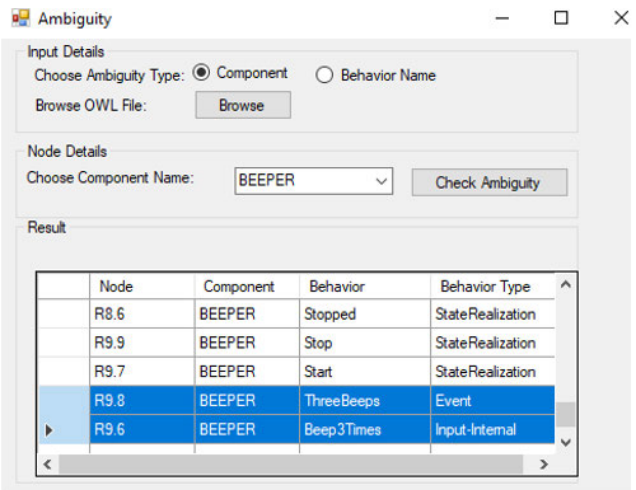 Ambiguity
Input Details
Choose Ambiguity Type: Component Behavior Name
Browse OWL File: Browse
Node Details
Choose Component Name: BEEPER Check Ambiguity
Result
Node Component Behavior Behavior Type
R8.6 BEEPER Stopped StateRealization
R9.9 BEEPER Stop StateRealization
R9.7 BEEPER Start StateRealization
R9.8 BEEPER ThreeBeeps Event
R9.6 BEEPER Beep3Times Input-Internal